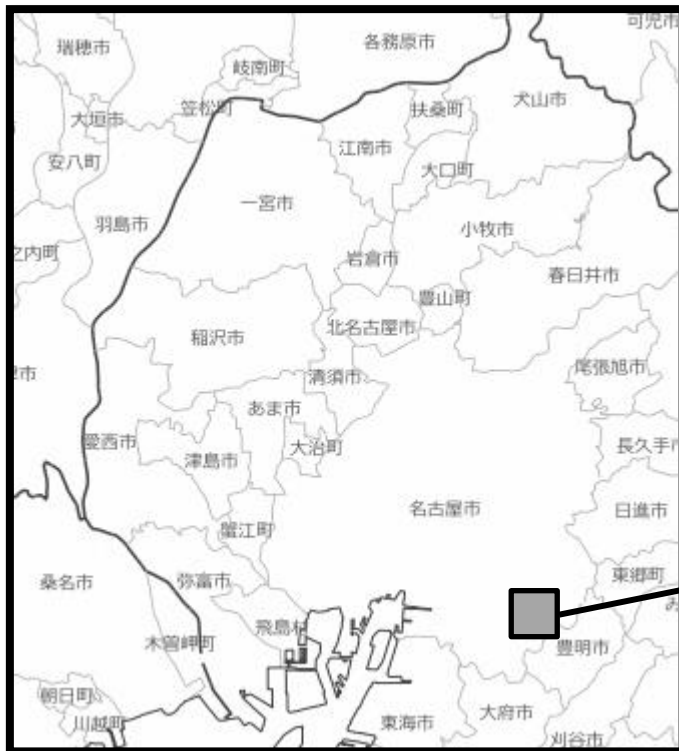 可児市
瑞穂市
各務原市
岐南町
笠松町
扶桑町
犬山市
大垣市
江南市
大口町
安八町
一宮市
羽島市
小牧市
之内町
岩倉市
春日井市
豊山町
北名古屋市
稲沢市
尾張旭市
市
清須市
あま市
愛西市
大治町
長久手市
津島市
名古屋市
日進市
蟹江町
東郷町
桑名市
弥富市
み
飛島村
木曽岬町
豊明市
朝日町
川越町
東海市
大府市
刈谷市